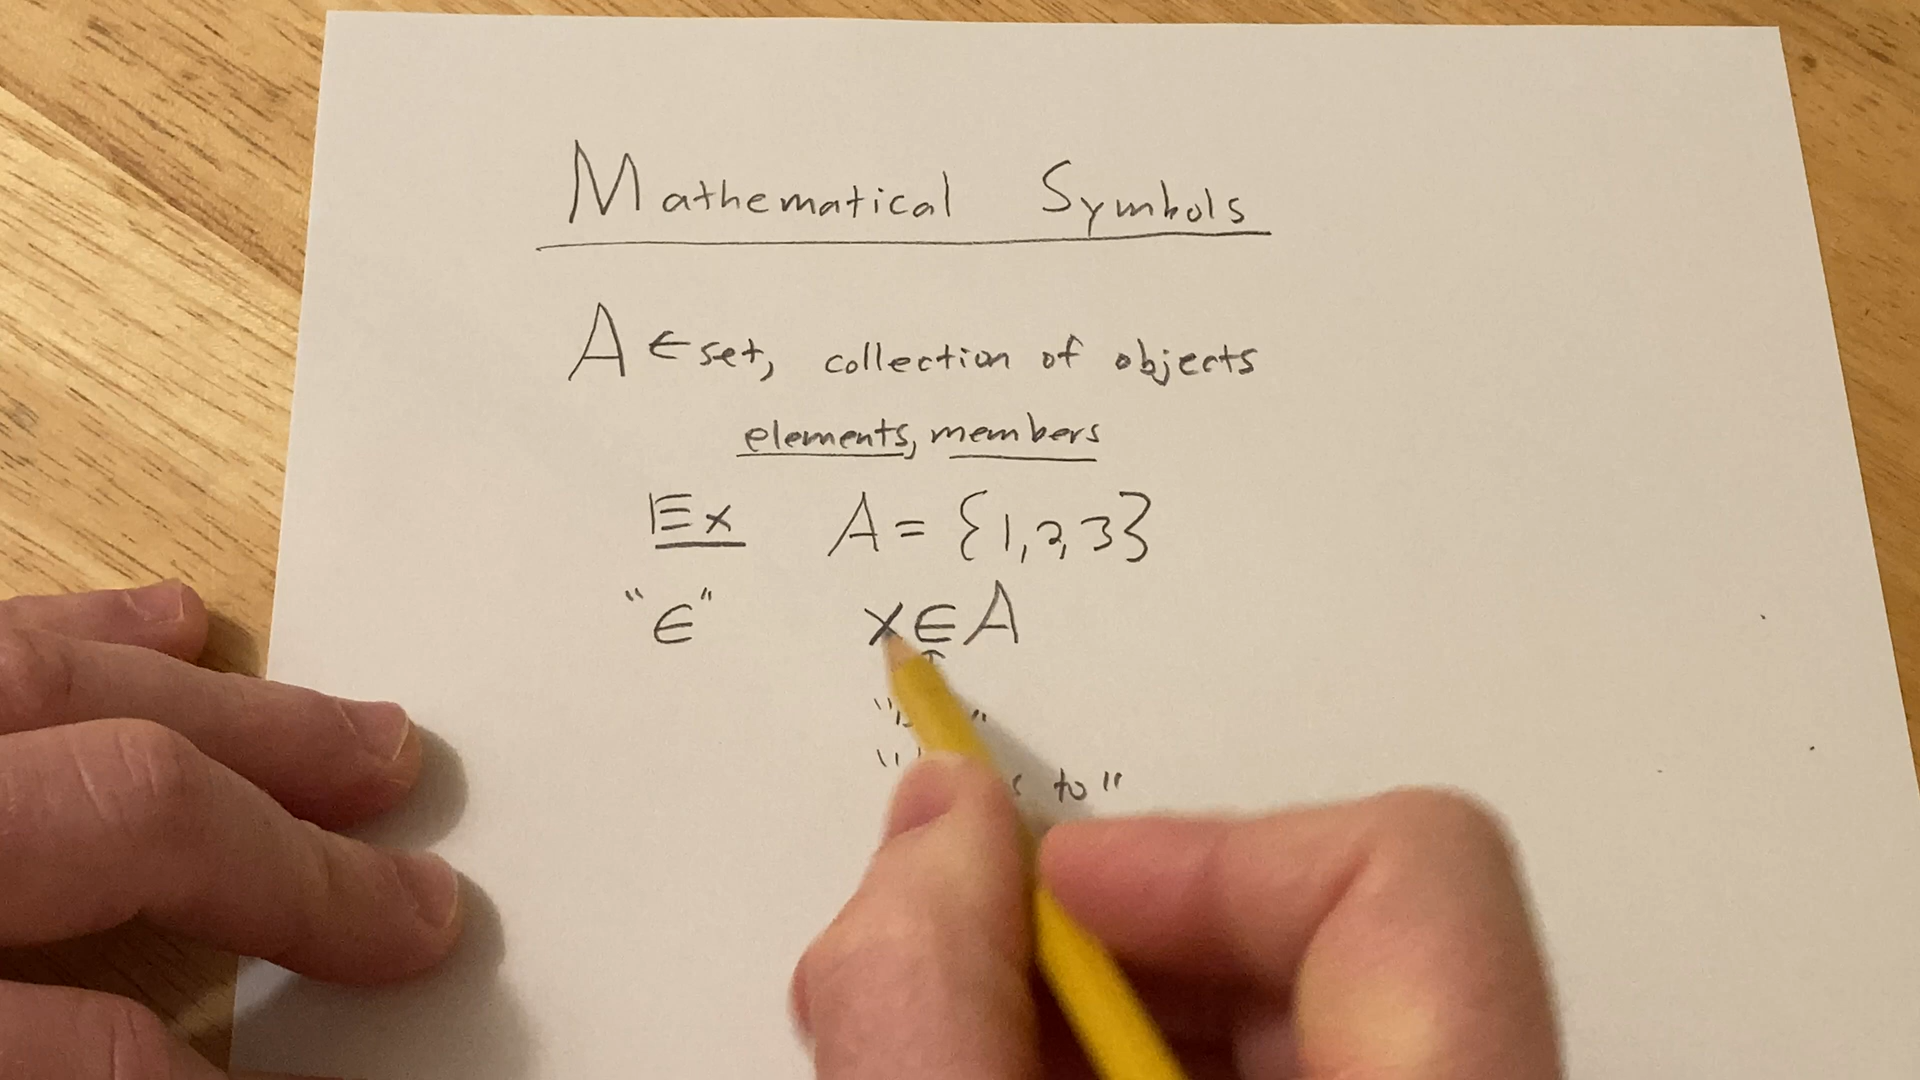 Mathematical Symbols
A ← set, collection of objects
elements, members
Ex A = {1, 2, 3}
"∈" x ∈ A
↑
to"